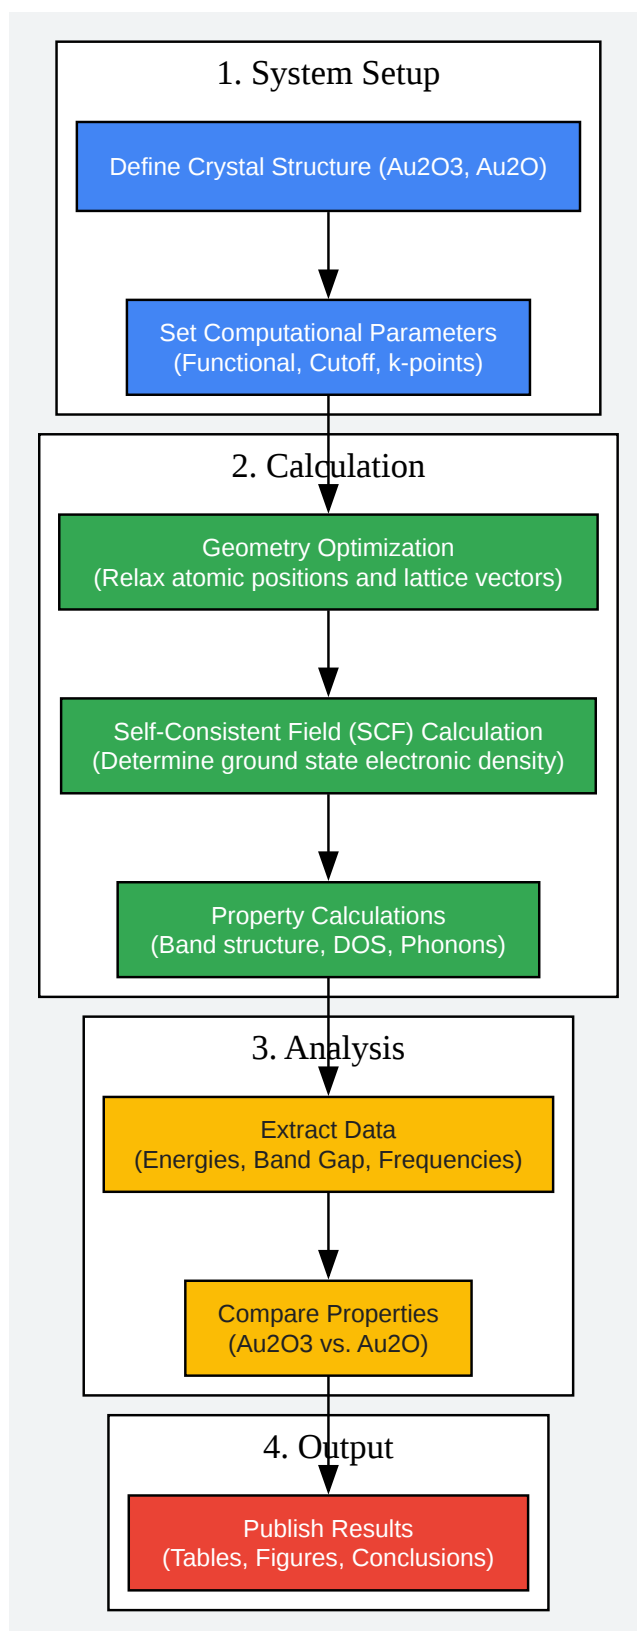 1. System Setup
Define Crystal Structure (Au2O3, Au2O)
Set Computational Parameters
(Functional, Cutoff, k-points)
2. Calculation
Geometry Optimization
(Relax atomic positions and lattice vectors)
Self-Consistent Field (SCF) Calculation
(Determine ground state electronic density)
Property Calculations
(Band structure, DOS, Phonons)
3. Analysis
Extract Data
(Energies, Band Gap, Frequencies)
Compare Properties
(Au2O3 vs. Au2O)
4. Output
Publish Results
(Tables, Figures, Conclusions)